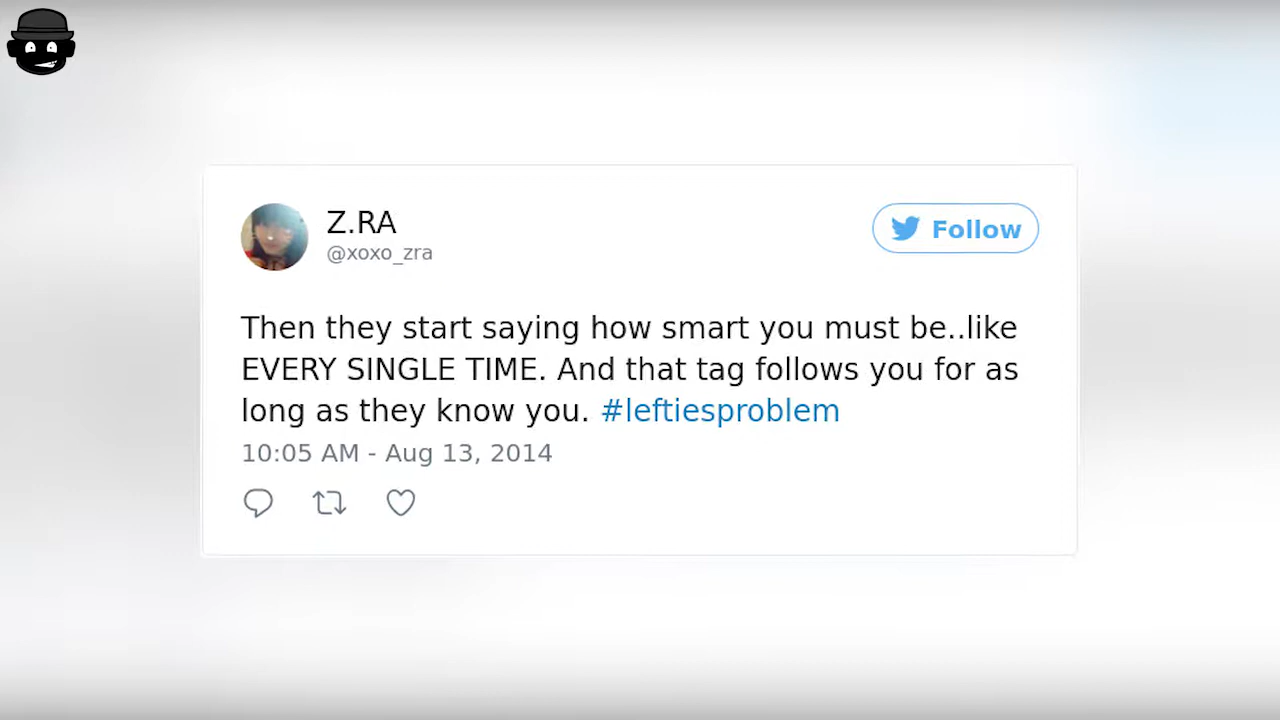 Z.RA
@xoxo_zra
Follow
Then they start saying how smart you must be..like
EVERY SINGLE TIME. And that tag follows you for as
long as they know you. #leftiesproblem
10:05 AM - Aug 13, 2014